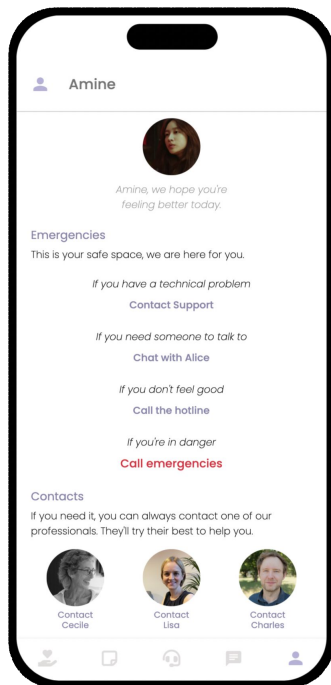 Amine
Amine, we hope you're
feeling better today.
Emergencies
This is your safe space, we are here for you.
If you have a technical problem
Contact Support
If you need someone to talk to
Chat with Alice
If you don't feel good
Call the hotline
If you're in danger
Call emergencies
Contacts
If you need it, you can always contact one of our
professionals. They'll try their best to help you.
Contact
Cecile
Contact
Lisa
Contact
Charles